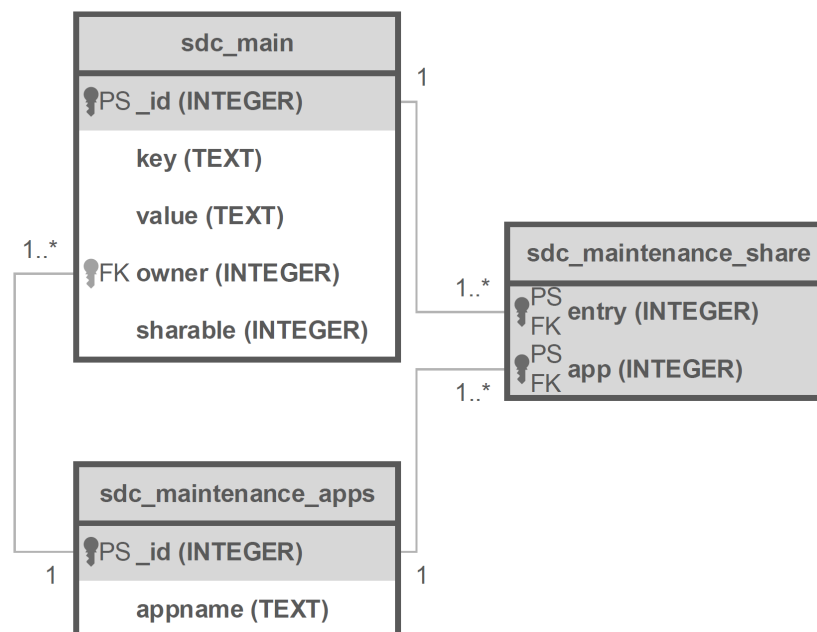 sdc_main
1
PS _id (INTEGER)
key (TEXT)
value (TEXT)
1..*
FK owner (INTEGER)
sharable (INTEGER)
sdc_maintenance_share
1..*
PS
FK entry (INTEGER)
PS
FK app (INTEGER)
1..*
sdc_maintenance_apps
PS _id (INTEGER)
1
1
appname (TEXT)